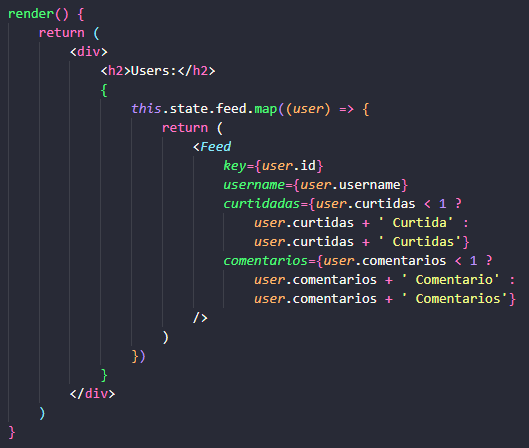 render() {
return (
<div>
<h2>Users:</h2>
{
this.state.feed.map((user) => {
return (
<Feed
key={user.id}
username={user.username}
curtidadas={user.curtidas < 1 ?
user.curtidas + ' Curtida' :
user.curtidas + ' Curtidas'}
comentarios={user.comentarios < 1 ?
user.comentarios + ' Comentario' :
user.comentarios + ' Comentarios'}
/>
)
})
}
</div>
)
}